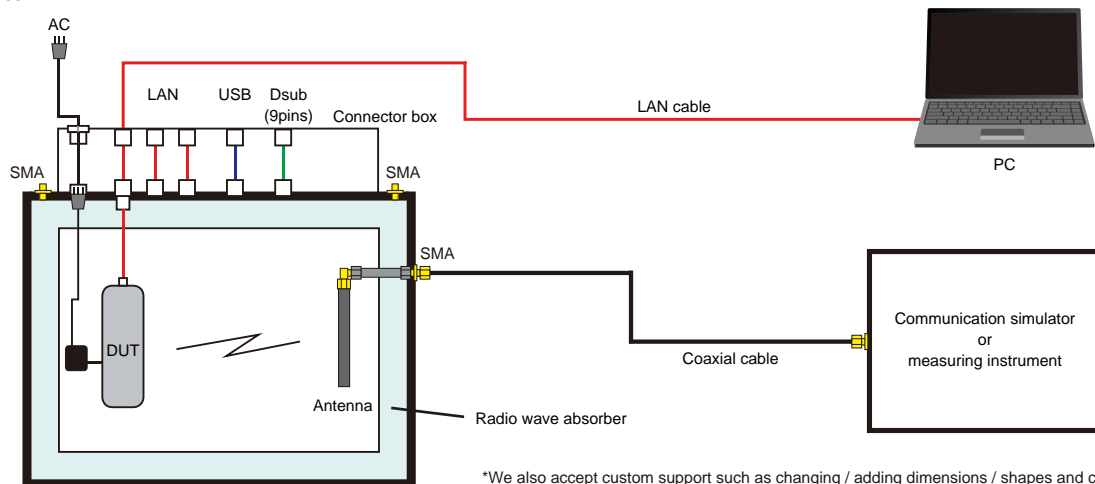 AC
LAN
USB
Dsub
(9pins)
Connector box
LAN cable
PC
SMA
SMA
SMA
DUT
Antenna
Radio wave absorber
Coaxial cable
Communication simulator
or
measuring instrument
*We also accept custom support such as changing / adding dimensions / shapes and